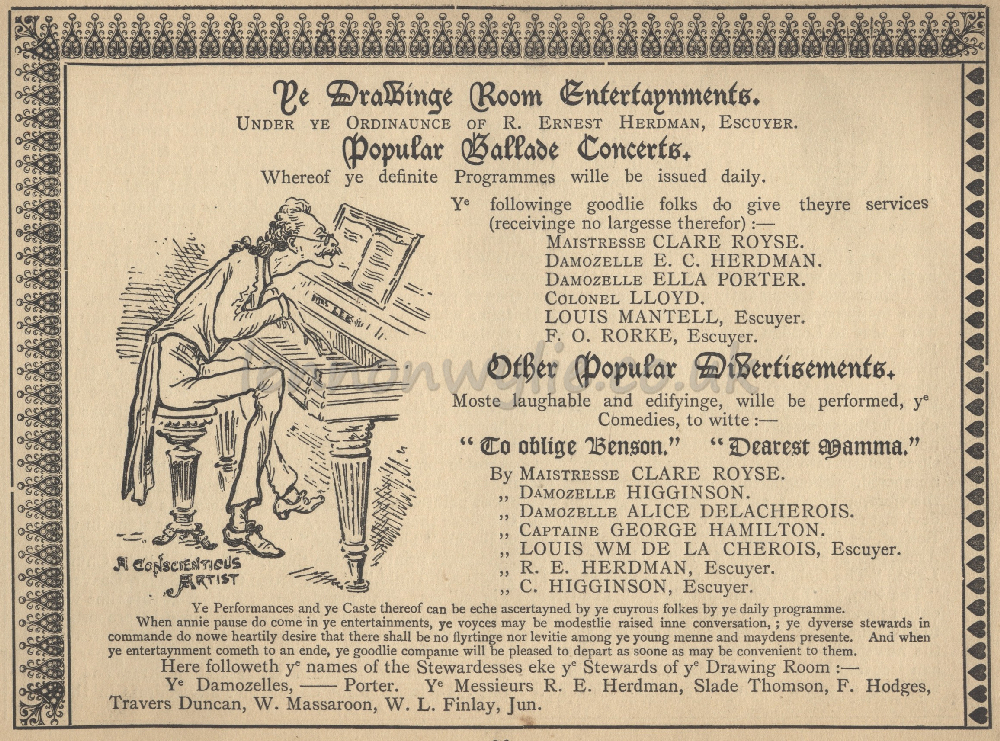 Ye Drawinge Room Entertaynments.
UNDER YE ORDINAUNCE OF R. ERNEST HERDMAN, ESCUYER.
Popular Ballade Concerts.
Whereof ye definite Programmes wille be issued daily.
Ye followinge goodlie folks do give theyre services
(receivinge no largesse therefor) :—
MAISTRESSE CLARE ROYSE.
DAMOZELLE E. C. HERDMAN.
DAMOZELLE ELLA PORTER.
COLONEL LLOYD.
LOUIS MANTELL, Escuyer.
F. O. RORKE, Escuyer.
Other Popular Divertisements.
Moste laughable and edifyinge, wille be performed, ye
Comedies, to witte :—
“To oblige Benson.” “Dearest Mamma.”
By MAISTRESSE CLARE ROYSE.
„ DAMOZELLE HIGGINSON.
„ DAMOZELLE ALICE DELACHEROIS.
„ CAPTAINE GEORGE HAMILTON.
„ LOUIS WM DE LA CHEROIS, Escuyer.
„ R. E. HERDMAN, Escuyer.
„ C. HIGGINSON, Escuyer.
A CONSCIENTIOUS
ARTIST
Ye Performances and ye Caste thereof can be eche ascertayned by ye cuyrous folkes by ye daily programme.
When annie pause do come in ye entertainments, ye voyces may be modestlie raised inne conversation, ; ye dyverse stewards in
commande do nowe heartily desire that there shall be no flyrtinge nor levitie among ye young menne and maydens presente. And when
ye entertaynment cometh to an ende, ye goodlie companie will be pleased to depart as soone as may be convenient to them.
Here followeth ye names of the Stewardesses eke ye Stewards of ye Drawing Room :—
Ye Damozelles, —— Porter. Ye Messieurs R. E. Herdman, Slade Thomson, F. Hodges,
Travers Duncan, W. Massaroon, W. L. Finlay, Jun.
lennonwylie.co.uk